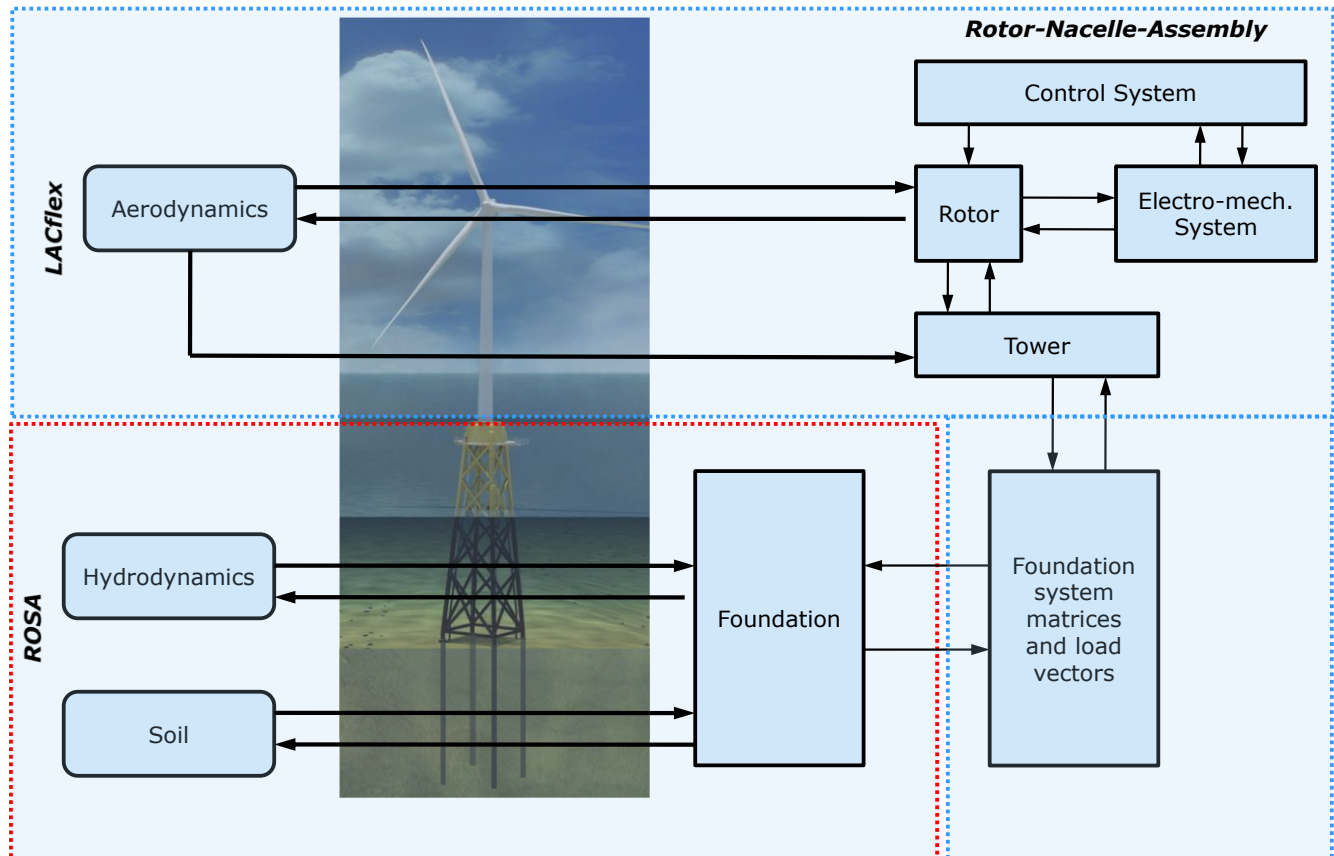 Rotor-Nacelle-Assembly
Control System
LACflex
Aerodynamics
Rotor
Electro-mech.
System
Tower
ROSA
Hydrodynamics
Soil
Foundation
Foundation
system
matrices
and load
vectors